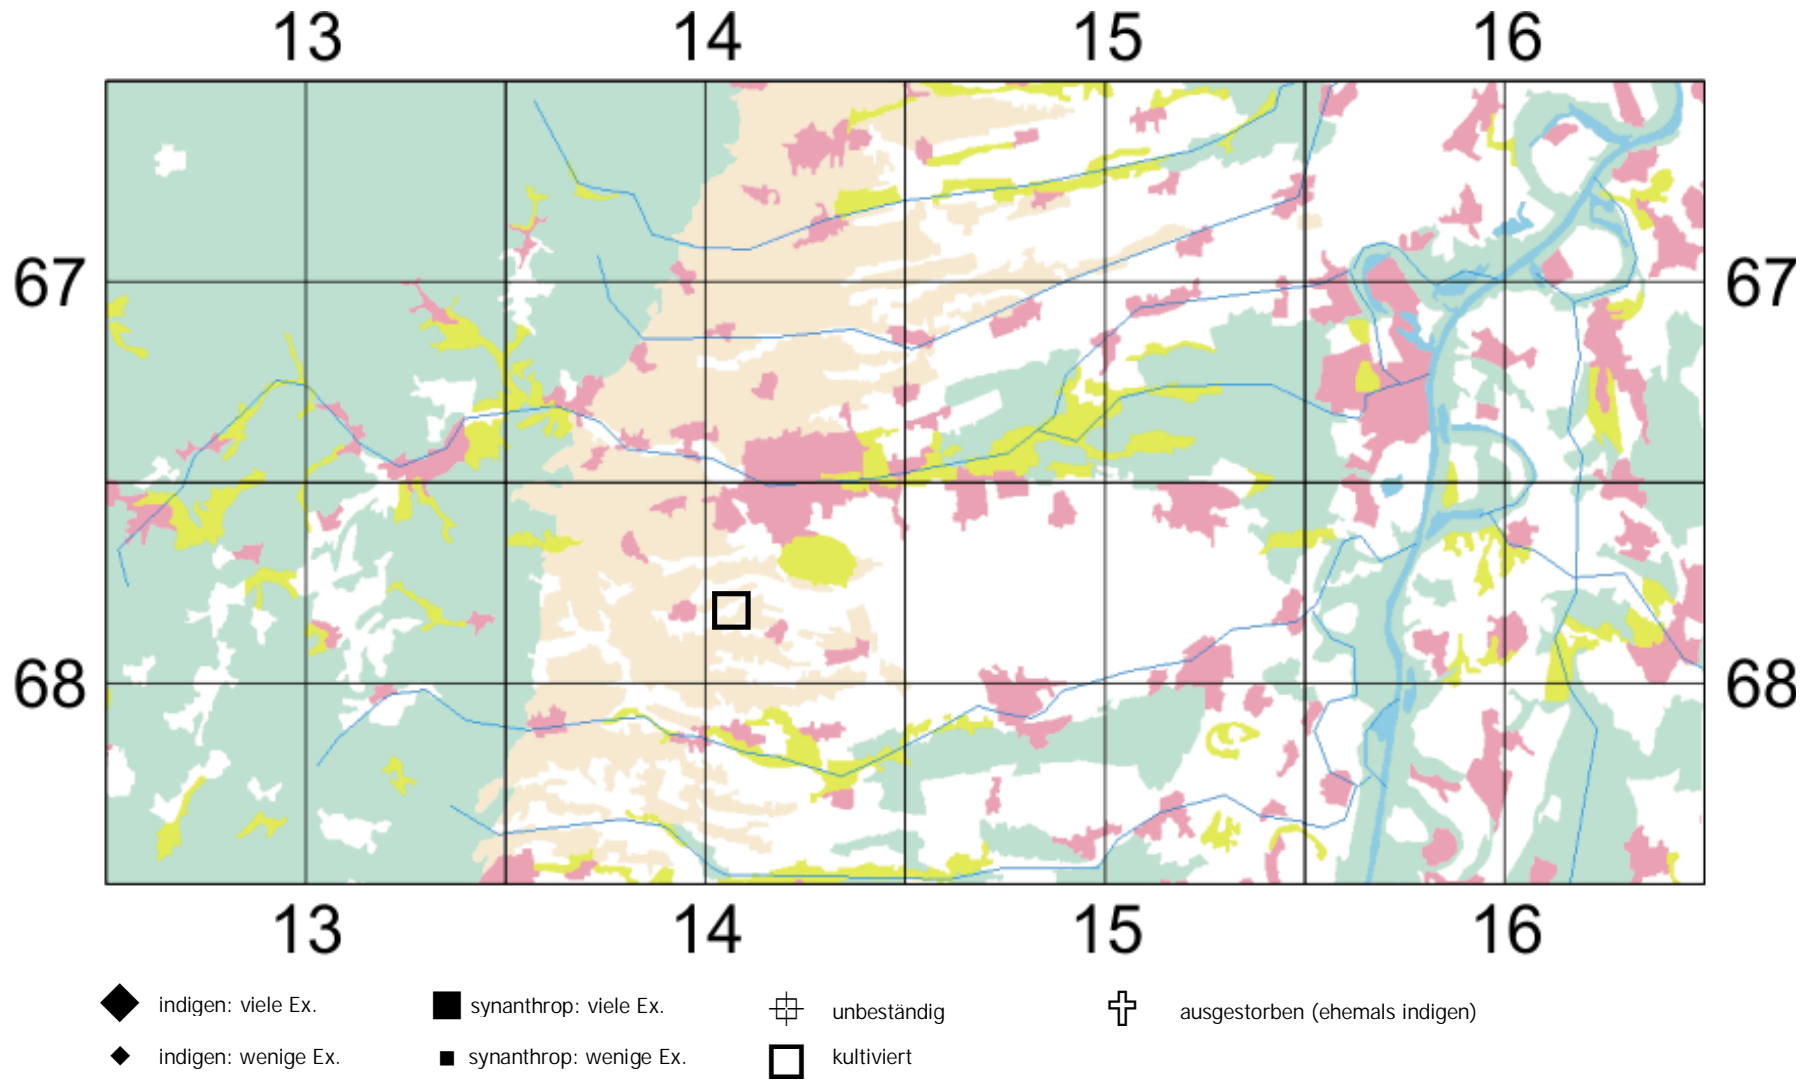 13 14 15 16
67 67
68 68
13 14 15 16
indigen: viele Ex. synanthrop: viele Ex. unbeständig ausgestorben (ehemals indigen)
indigen: wenige Ex. synanthrop: wenige Ex. kultiviert